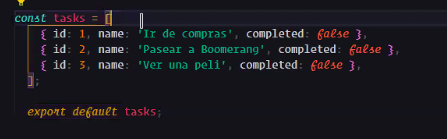 const tasks = [
{ id: 1, name: 'Ir de compras', completed: false },
{ id: 2, name: 'Pasear a Boomerang', completed: false },
{ id: 3, name: 'Ver una peli', completed: false },
];
export default tasks;